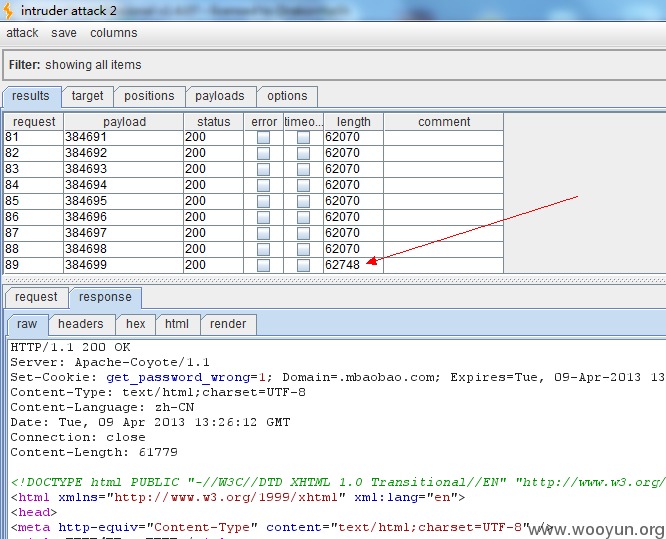 intruder attack 2
attack save columns
Filter: showing all items
results target positions payloads options
request payload status error timeo... length comment
81 384691 200 62070
82 384692 200 62070
83 384693 200 62070
84 384694 200 62070
85 384695 200 62070
86 384696 200 62070
87 384697 200 62070
88 384698 200 62070
89 384699 200 62748
request response
raw headers hex html render
HTTP/1.1 200 OK
Server: Apache-Coyote/1.1
Set-Cookie: get_password_wrong=1; Domain=.mbaobao.com; Expires=Tue, 09-Apr-2013 13
Content-Type: text/html;charset=UTF-8
Content-Language: zh-CN
Date: Tue, 09 Apr 2013 13:26:12 GMT
Connection: close
Content-Length: 61779
<!DOCTYPE html PUBLIC "-//W3C//DTD XHTML 1.0 Transitional//EN" "http://www.w3.org/
<html xmlns="http://www.w3.org/1999/xhtml" xml:lang="en">
<head>
<meta http-equiv="Content-Type" content="text/html;charset=UTF-8" />
www.wooyun.org